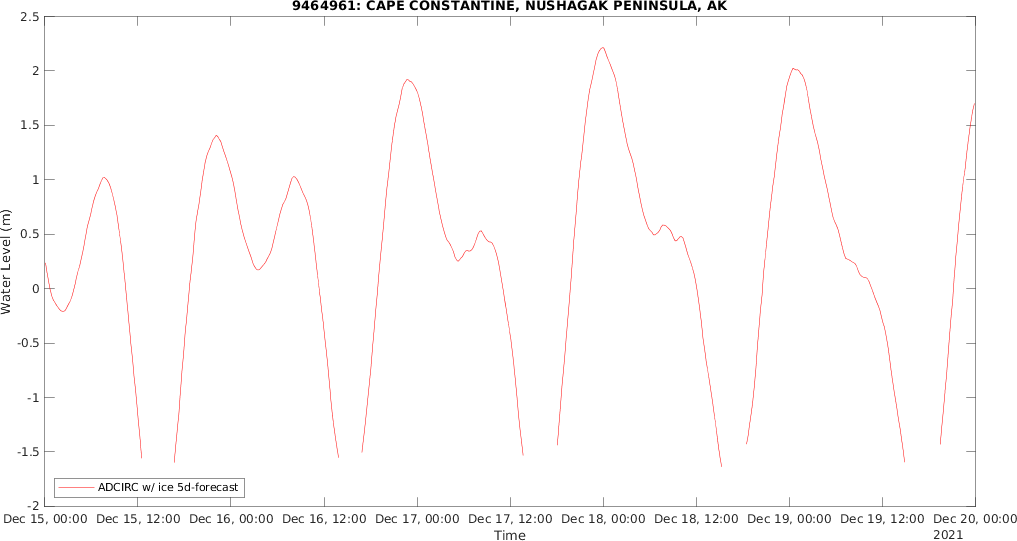 9464961: CAPE CONSTANTINE, NUSHAGAK PENINSULA, AK
2.5
2
1.5
1
0.5
0
-0.5
-1
-1.5
-2
Water Level (m)
ADCIRC w/ ice 5d-forecast
Dec 15, 00:00 Dec 15, 12:00 Dec 16, 00:00 Dec 16, 12:00 Dec 17, 00:00 Dec 17, 12:00 Dec 18, 00:00 Dec 18, 12:00 Dec 19, 00:00 Dec 19, 12:00 Dec 20, 00:00
Time
2021